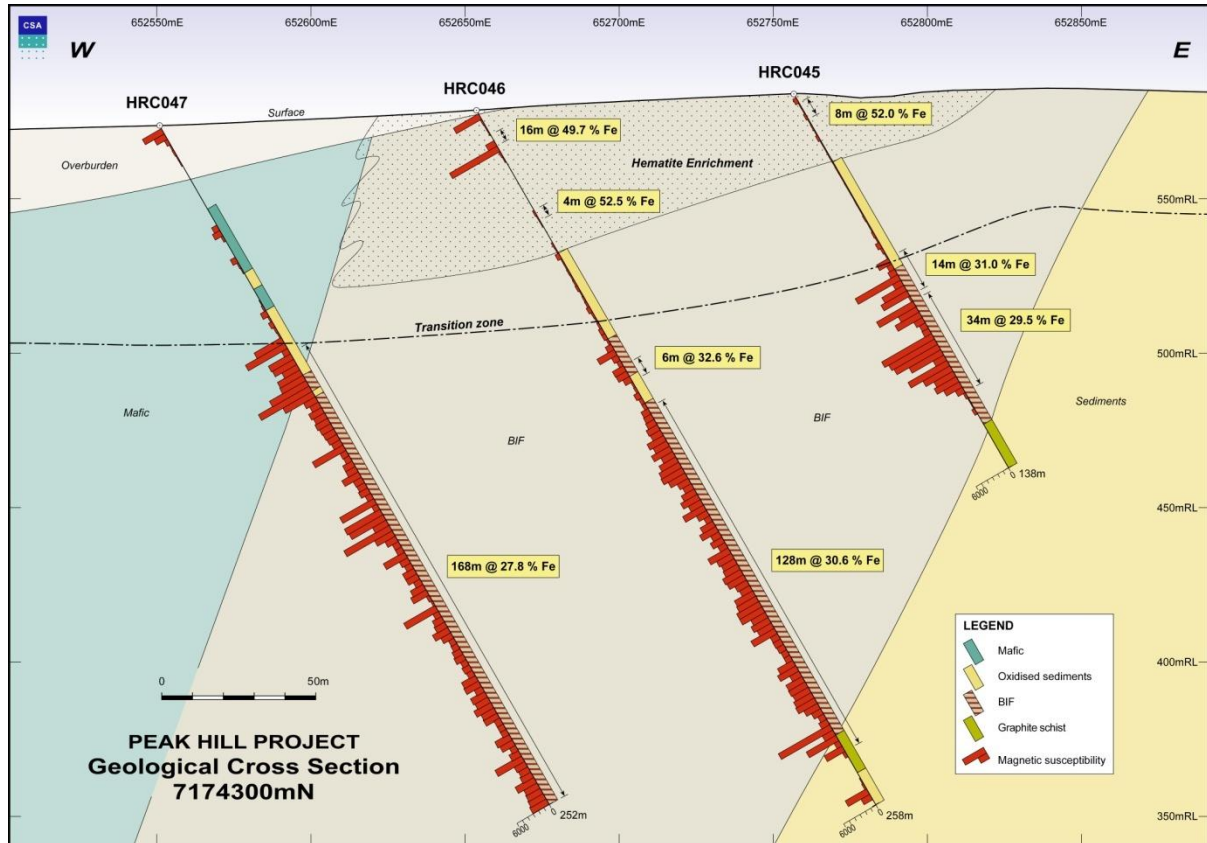 CSA
652550mE
652600mE
652650mE
652700mE
652750mE
652800mE
652850mE
W
E
HRC047
HRC046
HRC045
Surface
Overburden
16m @ 49.7 % Fe
8m @ 52.0 % Fe
Hematite Enrichment
4m @ 52.5 % Fe
550mRL
14m @ 31.0 % Fe
34m @ 29.5 % Fe
Transition zone
6m @ 32.6 % Fe
500mRL
Mafic
BIF
BIF
Sediments
6000
0
138m
450mRL
168m @ 27.8 % Fe
128m @ 30.6 % Fe
400mRL
0
50m
PEAK HILL PROJECT
Geological Cross Section
7174300mN
LEGEND
Mafic
Oxidised sediments
BIF
Graphite schist
Magnetic susceptibility
6000
0
252m
6000
0
258m
350mRL